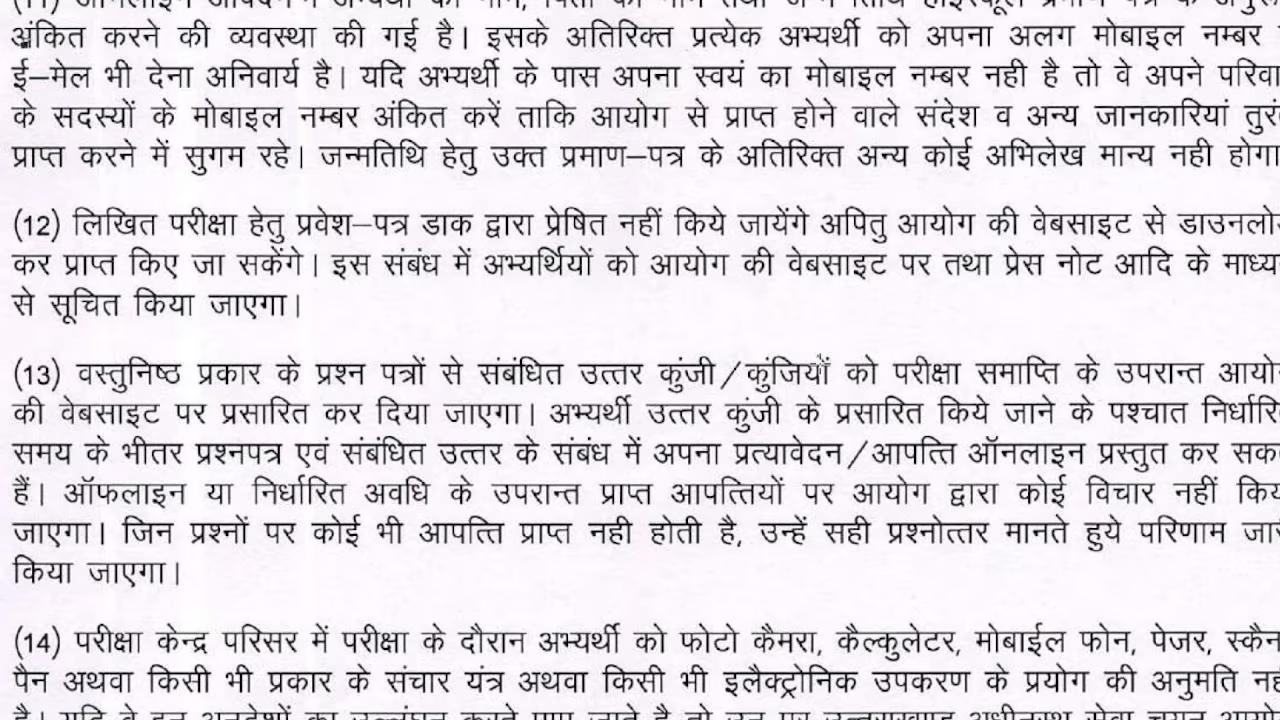 अंकित करने की व्यवस्था की गई है। इसके अतिरिक्त प्रत्येक अभ्यर्थी को अपना अलग मोबाइल नम्बर
ई–मेल भी देना अनिवार्य है। यदि अभ्यर्थी के पास अपना स्वयं का मोबाइल नम्बर नही है तो वे अपने
के सदस्यों के मोबाइल नम्बर अंकित करें ताकि आयोग से प्राप्त होने वाले संदेश व अन्य जानकारियां
प्राप्त करने में सुगम रहे। जन्मतिथि हेतु उक्त प्रमाण–पत्र के अतिरिक्त अन्य कोई अभिलेख मान्य नही होगा
(12) लिखित परीक्षा हेतु प्रवेश–पत्र डाक द्वारा प्रेषित नहीं किये जायेंगे अपितु आयोग की वेबसाइट से
कर प्राप्त किए जा सकेंगे। इस संबंध में अभ्यर्थियों को आयोग की वेबसाइट पर तथा प्रेस नोट आदि के
से सूचित किया जाएगा।
(13) वस्तुनिष्ठ प्रकार के प्रश्न पत्रों से संबंधित उत्तर कुंजी/कुंजियों को परीक्षा समाप्ति के उपरान्त
की वेबसाइट पर प्रसारित कर दिया जाएगा। अभ्यर्थी उत्तर कुंजी के प्रसारित किये जाने के पश्चात
समय के भीतर प्रश्नपत्र एवं संबंधित उत्तर के संबंध में अपना प्रत्यावेदन/आपत्ति ऑनलाइन प्रस्तुत कर
हैं। ऑफलाइन या निर्धारित अवधि के उपरान्त प्राप्त आपत्तियों पर आयोग द्वारा कोई विचार नहीं
जाएगा। जिन प्रश्नों पर कोई भी आपत्ति प्राप्त नही होती है, उन्हें सही प्रश्नोत्तर मानते हुये परिणाम
किया जाएगा।
(14) परीक्षा केन्द्र परिसर में परीक्षा के दौरान अभ्यर्थी को फोटो कैमरा, कैल्कुलेटर, मोबाईल फोन, पेजर,
पैन अथवा किसी भी प्रकार के संचार यंत्र अथवा किसी भी इलैक्ट्रोनिक उपकरण के प्रयोग की अनुमति